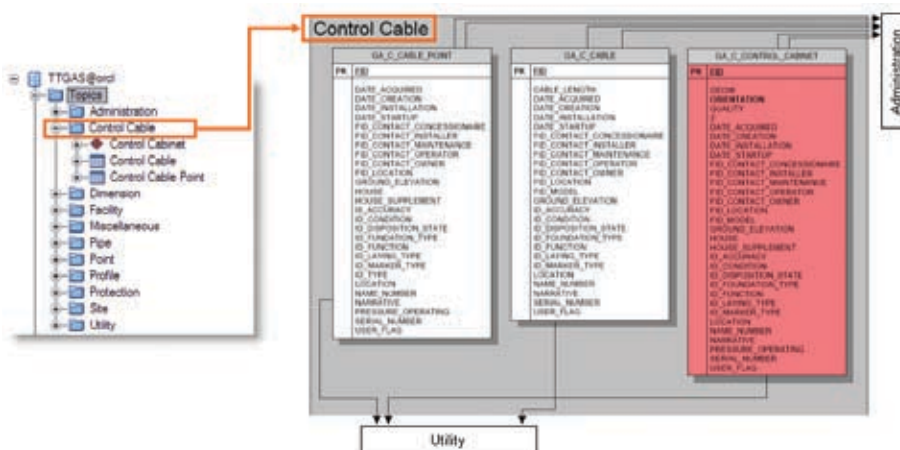 TTGAS@orcl
Topics
Administration
Control Cable
Control Cabinet
Control Cable
Control Cable Point
Dimension
Facility
Miscellaneous
Pipe
Point
Profile
Protection
Site
Utility
Control Cable
GA_C_CABLE_POINT
PK FID
DATE_ACQUIRED
DATE_CREATION
DATE_INSTALLATION
DATE_STARTUP
FID_CONTACT_CONCESSIONAIRE
FID_CONTACT_INSTALLER
FID_CONTACT_MAINTENANCE
FID_CONTACT_OPERATOR
FID_CONTACT_OWNER
FID_LOCATION
GROUND_ELEVATION
HOUSE
HOUSE_SUPPLEMENT
ID_ACCURACY
ID_CONDITION
ID_DISPOSITION_STATE
ID_FUNDATION_TYPE
ID_FUNCTION
ID_LAYING_TYPE
ID_MARKER_TYPE
ID_TYPE
LOCATION
NAME_NUMBER
NARRATIVE
PRESSURE_OPERATING
SERIAL_NUMBER
USER_FLAG
GA_C_CABLE
PK FID
CABLE_LENGTH
DATE_ACQUIRED
DATE_CREATION
DATE_INSTALLATION
DATE_STARTUP
FID_CONTACT_CONCESSIONAIRE
FID_CONTACT_INSTALLER
FID_CONTACT_MAINTENANCE
FID_CONTACT_OPERATOR
FID_CONTACT_OWNER
FID_LOCATION
FID_MODEL
GROUND_ELEVATION
ID_ACCURACY
ID_CONDITION
ID_DISPOSITION_STATE
ID_FOUNDATION_TYPE
ID_FUNCTION
ID_LAYING_TYPE
ID_MARKER_TYPE
LOCATION
NAME_NUMBER
NARRATIVE
SERIAL_NUMBER
USER_FLAG
GA_C_CONTROL_CABINET
PK FID
GEOM
ORIENTATION
QUALITY
Z
DATE_ACQUIRED
DATE_CREATION
DATE_INSTALLATION
DATE_STARTUP
FID_CONTACT_CONCESSIONAIRE
FID_CONTACT_INSTALLER
FID_CONTACT_MAINTENANCE
FID_CONTACT_OPERATOR
FID_CONTACT_OWNER
FID_LOCATION
FID_MODEL
GROUND_ELEVATION
HOUSE
HOUSE_SUPPLEMENT
ID_ACCURACY
ID_CONDITION
ID_DISPOSITION_STATE
ID_FOUNDATION_TYPE
ID_FUNCTION
ID_LAYING_TYPE
ID_MARKER_TYPE
LOCATION
NAME_NUMBER
NARRATIVE
PRESSURE_OPERATING
SERIAL_NUMBER
USER_FLAG
Administration
Utility